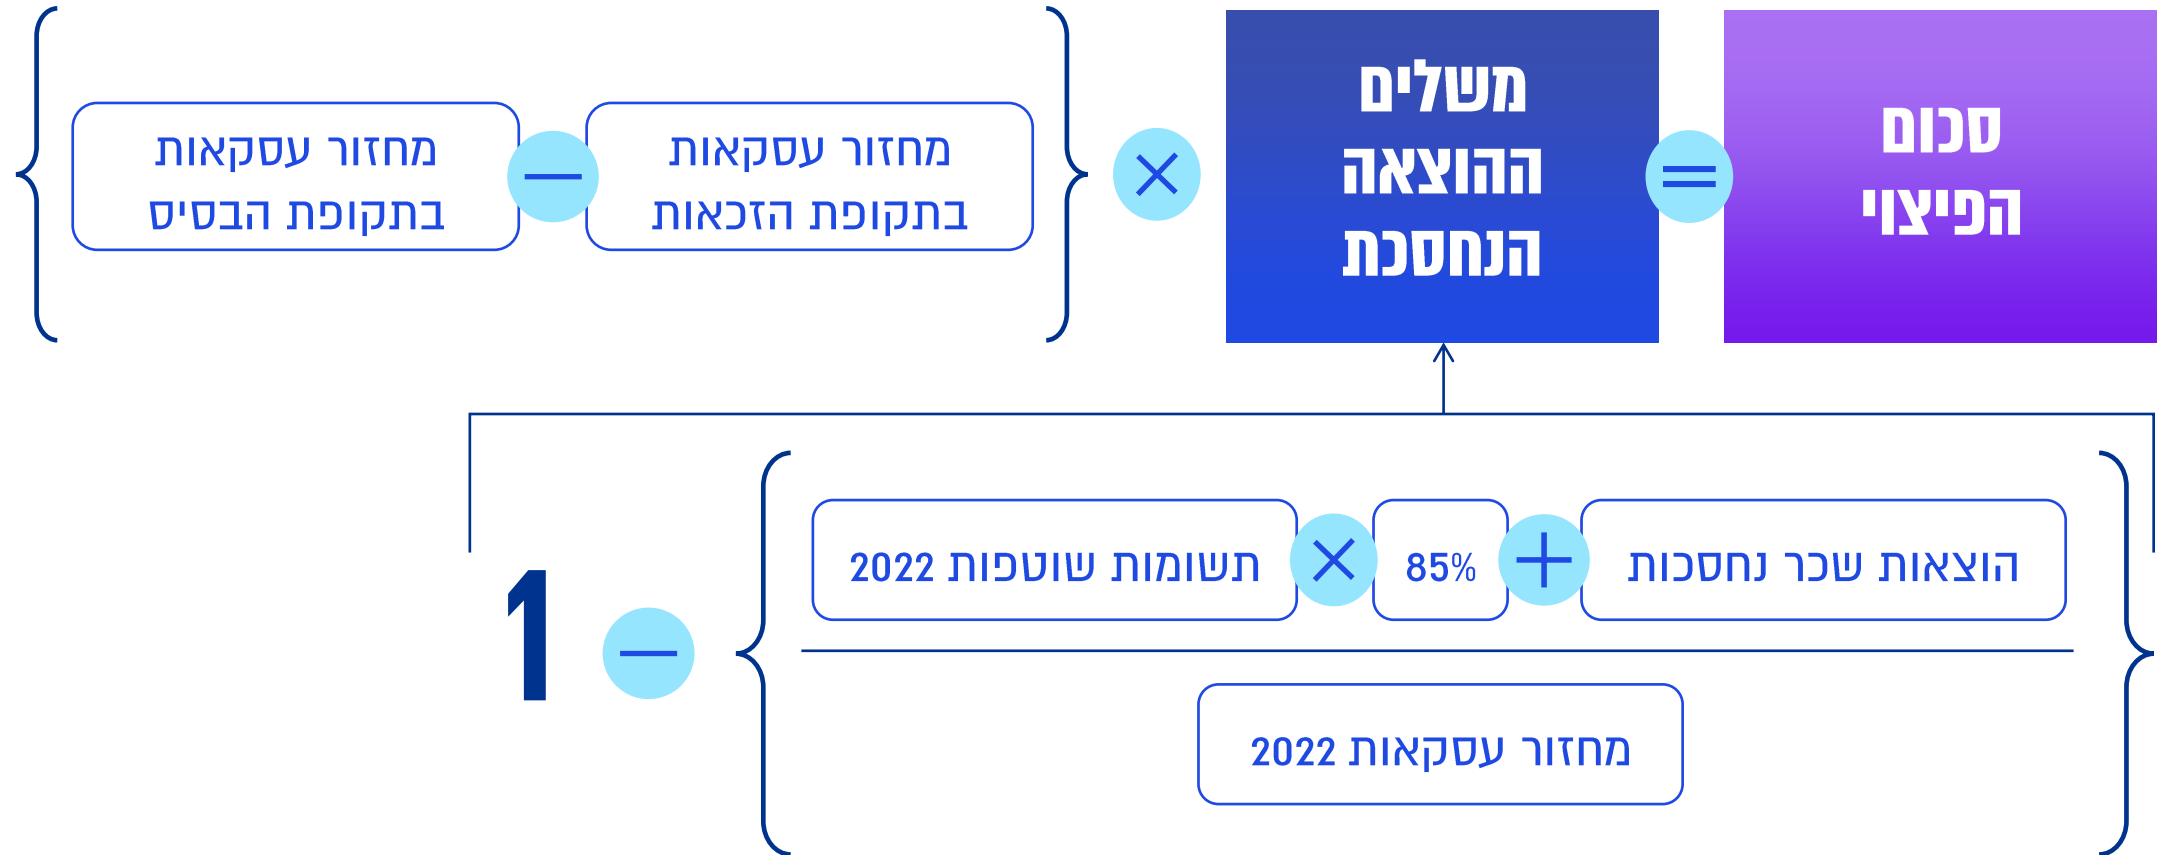 סכום
הפיצוי
=
משלים
ההוצאה
הנחסכת
×
מחזור עסקאות
בתקופת הזכאות
—
מחזור עסקאות
בתקופת הבסיס
הוצאות שכר נחסכות + 85% × תשומות שוטפות 2022
מחזור עסקאות 2022
—
1